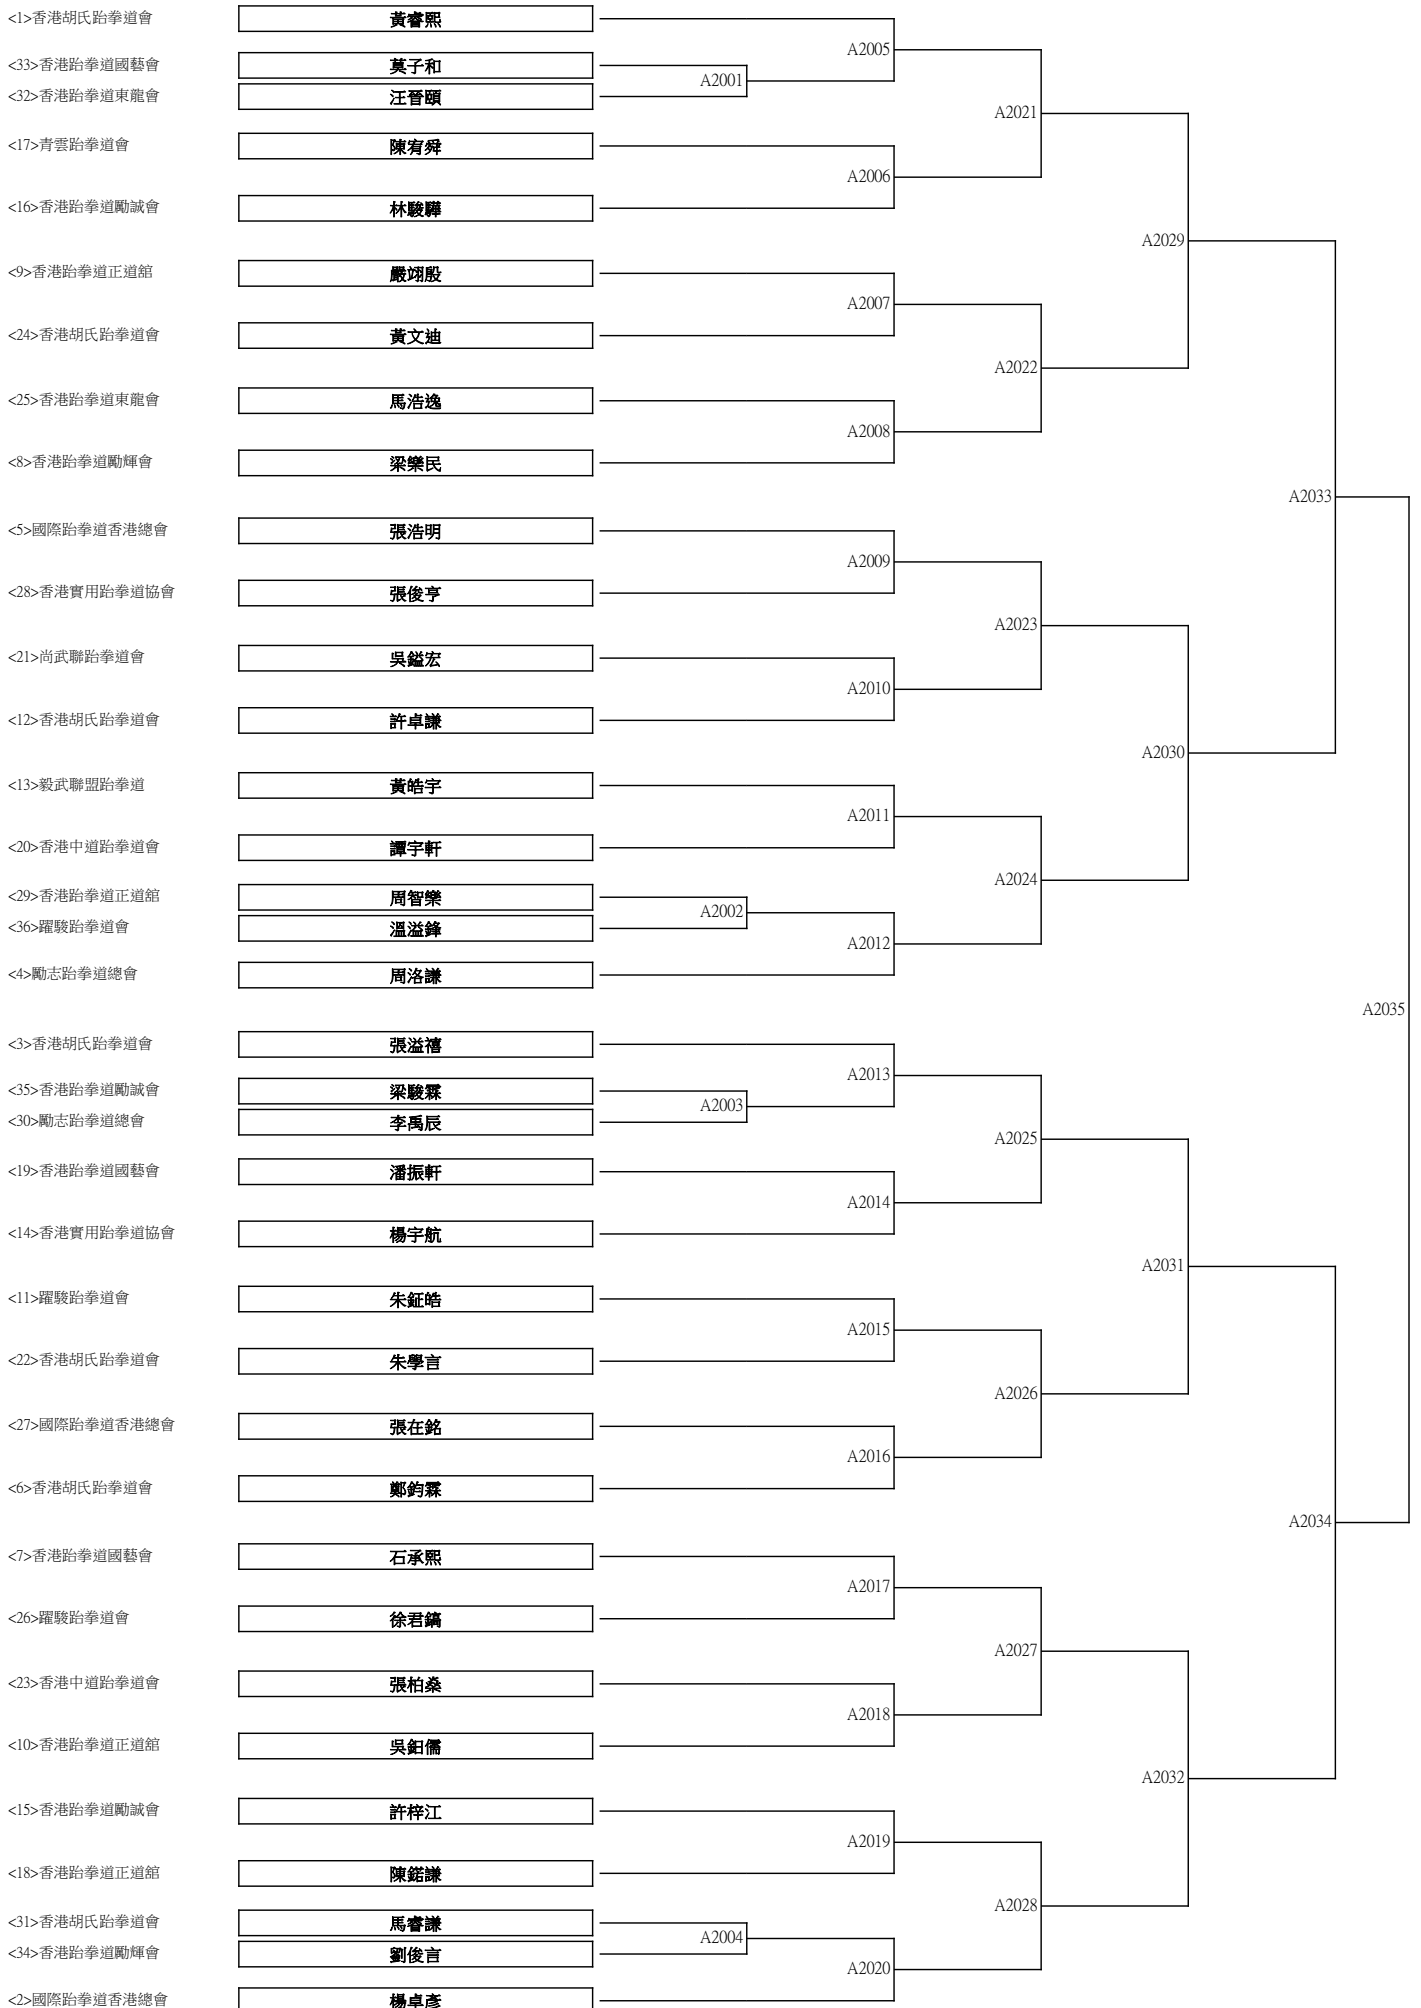 <1>香港胡氏跆拳道會 黃睿熙
A2005
<33>香港跆拳道國藝會 莫子和
A2001
<32>香港跆拳道東龍會 汪晉頤
A2021
<17>青雲跆拳道會 陳宥舜
A2006
<16>香港跆拳道勵誠會 林駿驊
A2029
<9>香港跆拳道正道舘 嚴翊殷
A2007
<24>香港胡氏跆拳道會 黃文迪
A2022
<25>香港跆拳道東龍會 馬浩逸
A2008
<8>香港跆拳道勵輝會 梁樂民
A2033
<5>國際跆拳道香港總會 張浩明
A2009
<28>香港實用跆拳道協會 張俊亨
A2023
<21>尚武聯跆拳道會 吳鎰宏
A2010
<12>香港胡氏跆拳道會 許卓謙
A2030
<13>毅武聯盟跆拳道 黃皓宇
A2011
<20>香港中道跆拳道會 譚宇軒
A2024
<29>香港跆拳道正道舘 周智樂
A2002
<36>躍駿跆拳道會 溫溢鋒
A2012
<4>勵志跆拳道總會 周洛謙
A2035
<3>香港胡氏跆拳道會 張溢禧
A2013
<35>香港跆拳道勵誠會 梁駿霖
A2003
<30>勵志跆拳道總會 李禹辰
A2025
<19>香港跆拳道國藝會 潘振軒
A2014
<14>香港實用跆拳道協會 楊宇航
A2031
<11>躍駿跆拳道會 朱鉦皓
A2015
<22>香港胡氏跆拳道會 朱學言
A2026
<27>國際跆拳道香港總會 張在銘
A2016
<6>香港胡氏跆拳道會 鄭鈞霖
A2034
<7>香港跆拳道國藝會 石承熙
A2017
<26>躍駿跆拳道會 徐君鎬
A2027
<23>香港中道跆拳道會 張柏燊
A2018
<10>香港跆拳道正道舘 吳鉑儒
A2032
<15>香港跆拳道勵誠會 許梓江
A2019
<18>香港跆拳道正道舘 陳鍩謙
A2028
<31>香港胡氏跆拳道會 馬睿謙
A2004
<34>香港跆拳道勵輝會 劉俊言
A2020
<2>國際跆拳道香港總會 楊卓彥